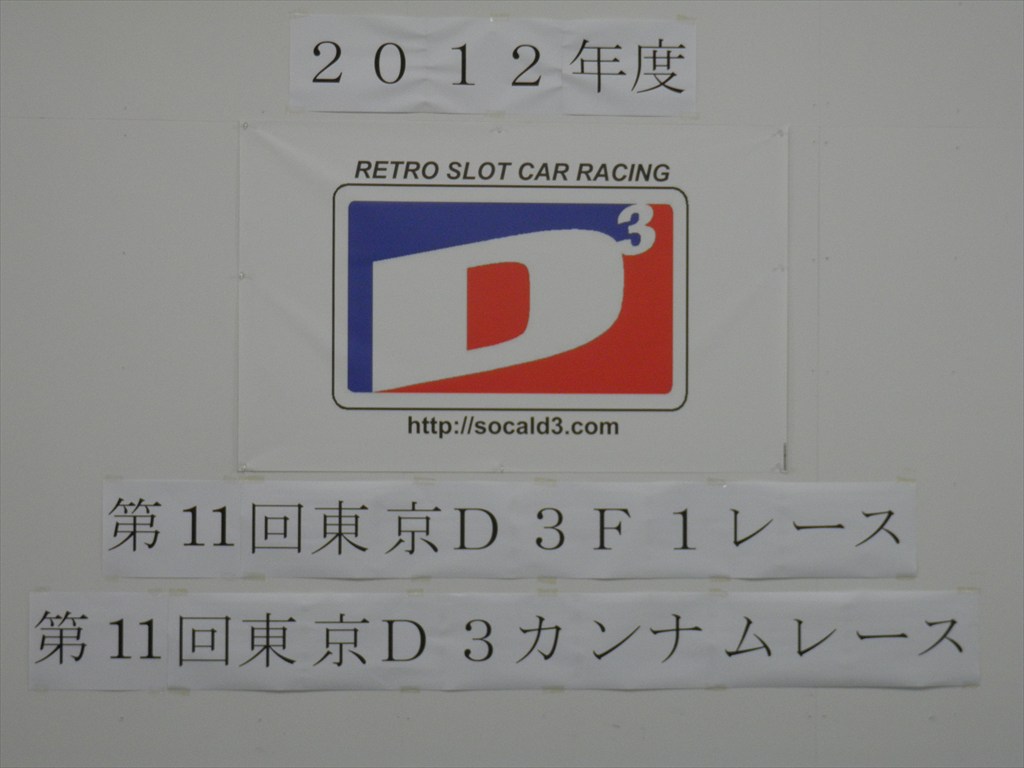 ２０１２年度
RETRO SLOT CAR RACING
D3
http://socald3.com
第11回東京Ｄ３Ｆ１レース
第11回東京Ｄ３カンナムレース